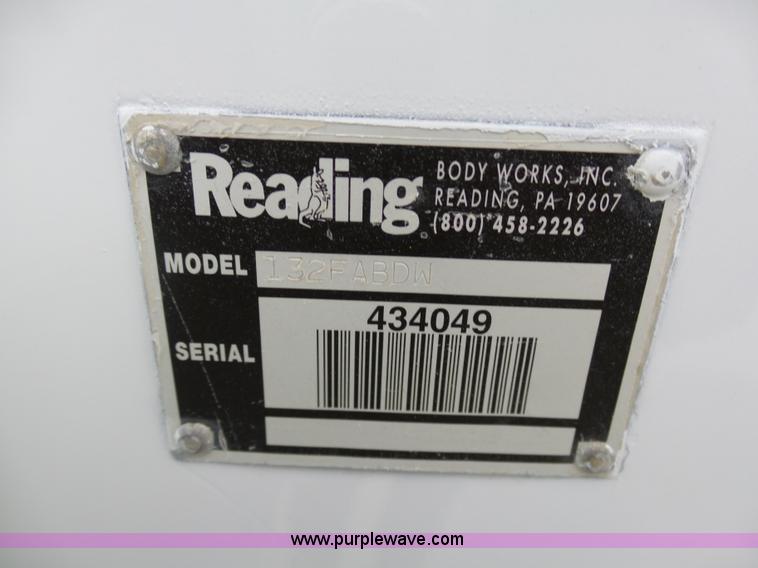 Reading
BODY WORKS, INC.
READING, PA 19607
(800) 458-2226
MODEL 132FABDW
SERIAL 434049
www.purplewave.com